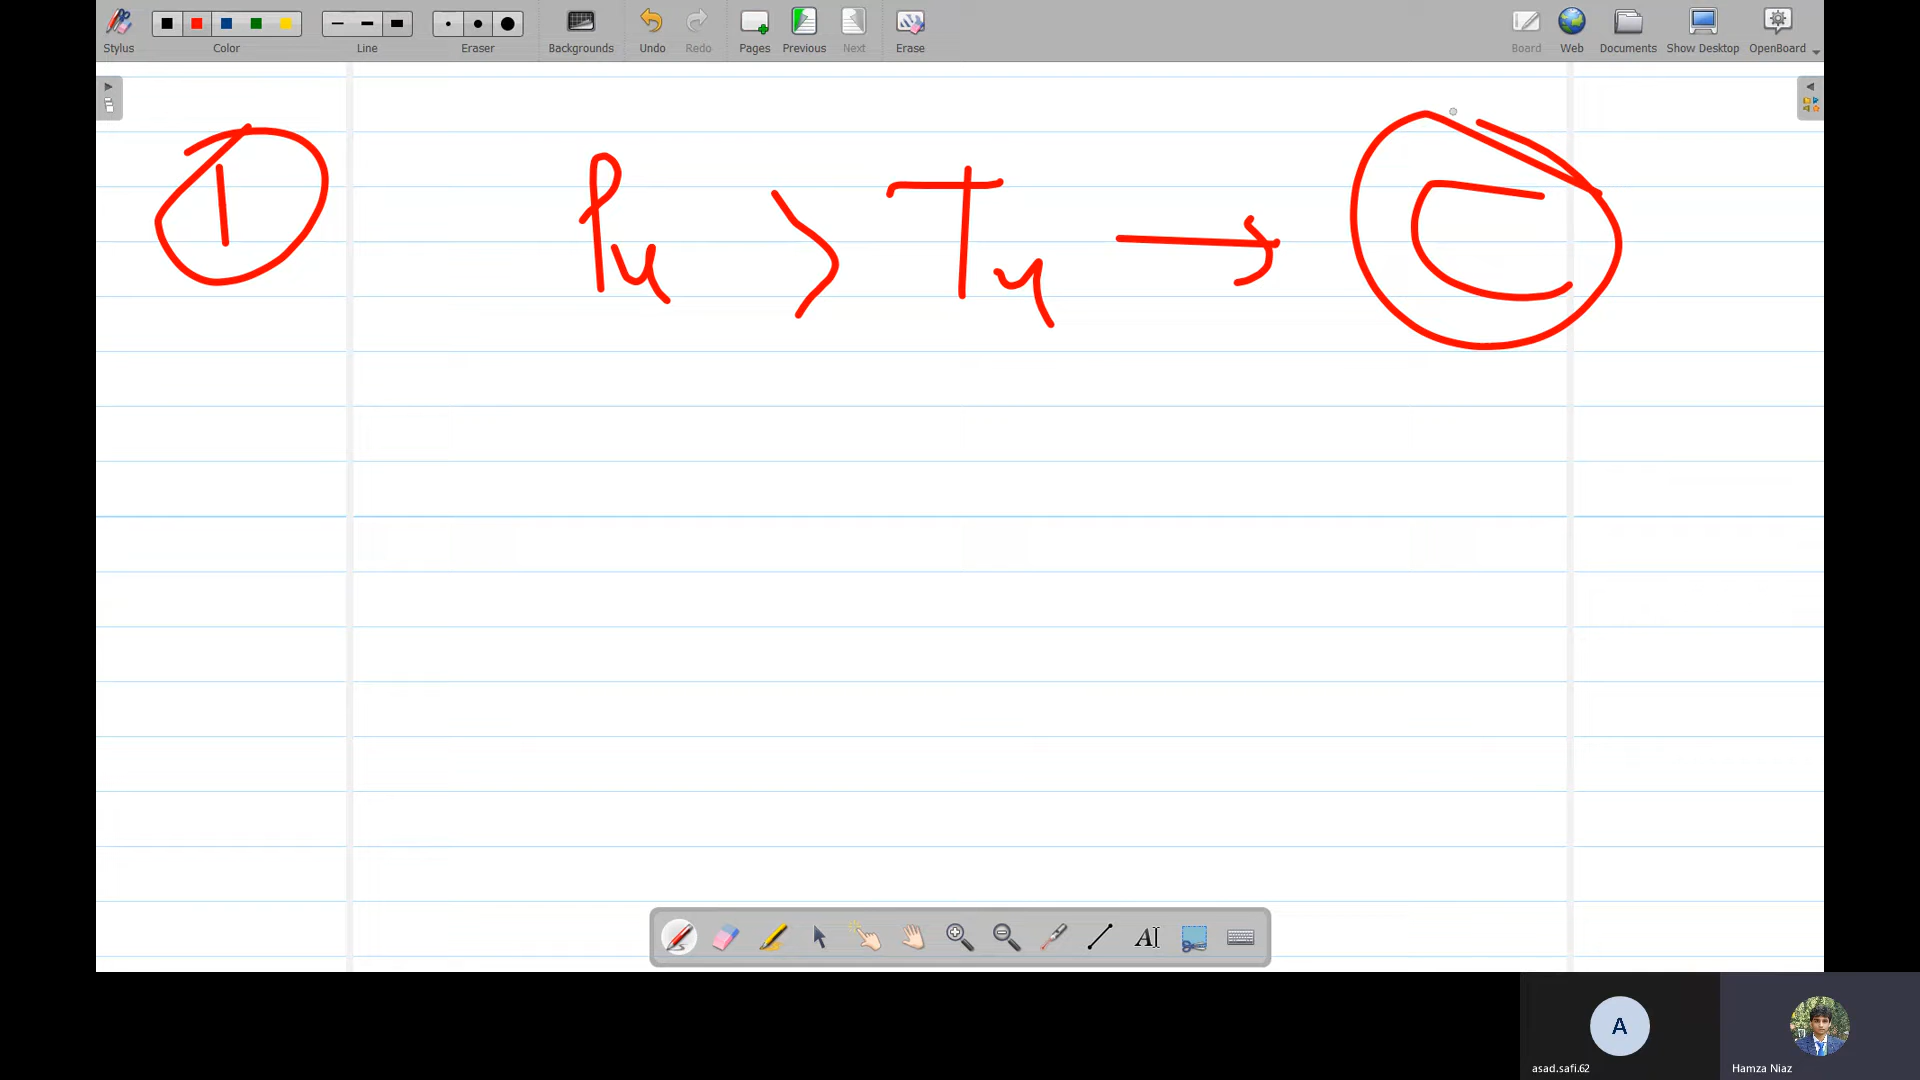 Stylus Color Line Eraser Backgrounds Undo Redo Pages Previous Next Erase Board Web Documents Show Desktop OpenBoard
1 Pu > Tu → C
A
asad.safi.62 Hamza Niaz